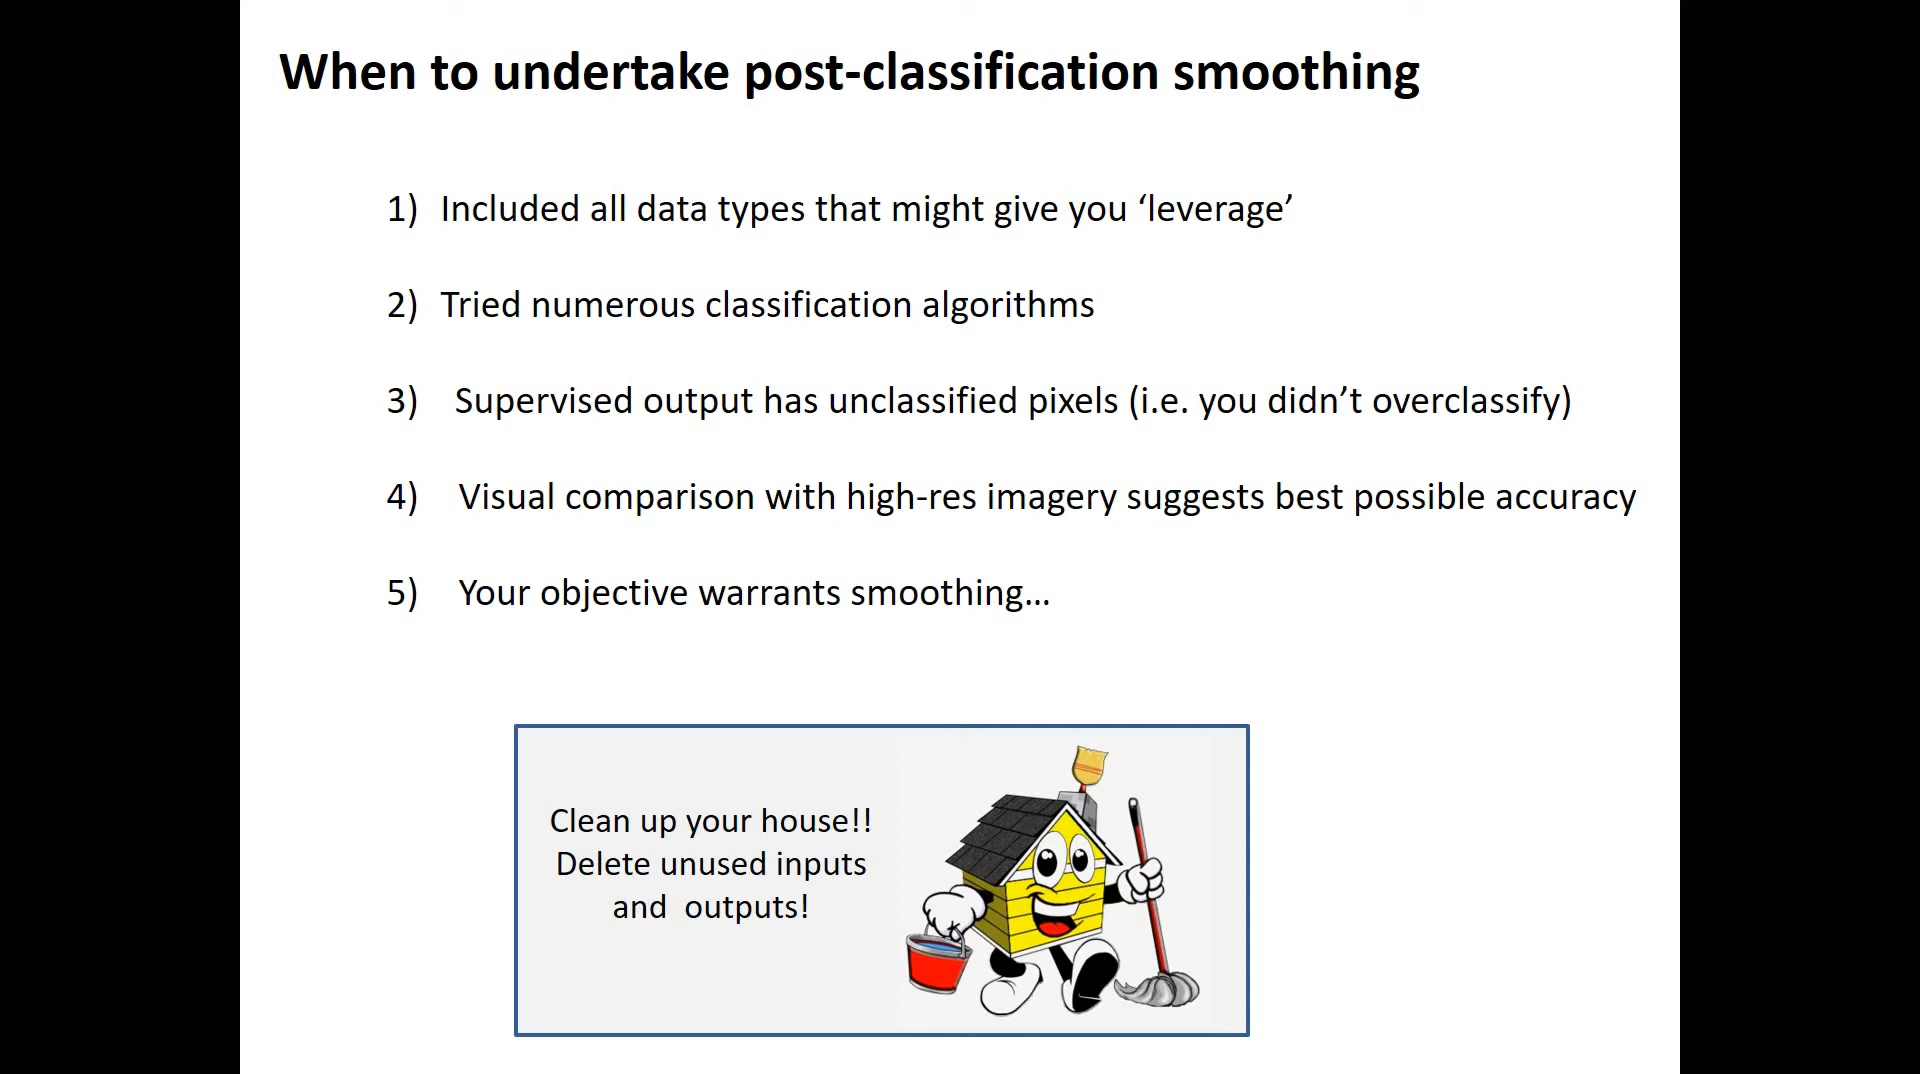 When to undertake post-classification smoothing
1) Included all data types that might give you ‘leverage’
2) Tried numerous classification algorithms
3) Supervised output has unclassified pixels (i.e. you didn’t overclassify)
4) Visual comparison with high-res imagery suggests best possible accuracy
5) Your objective warrants smoothing…
Clean up your house!!
Delete unused inputs
and outputs!